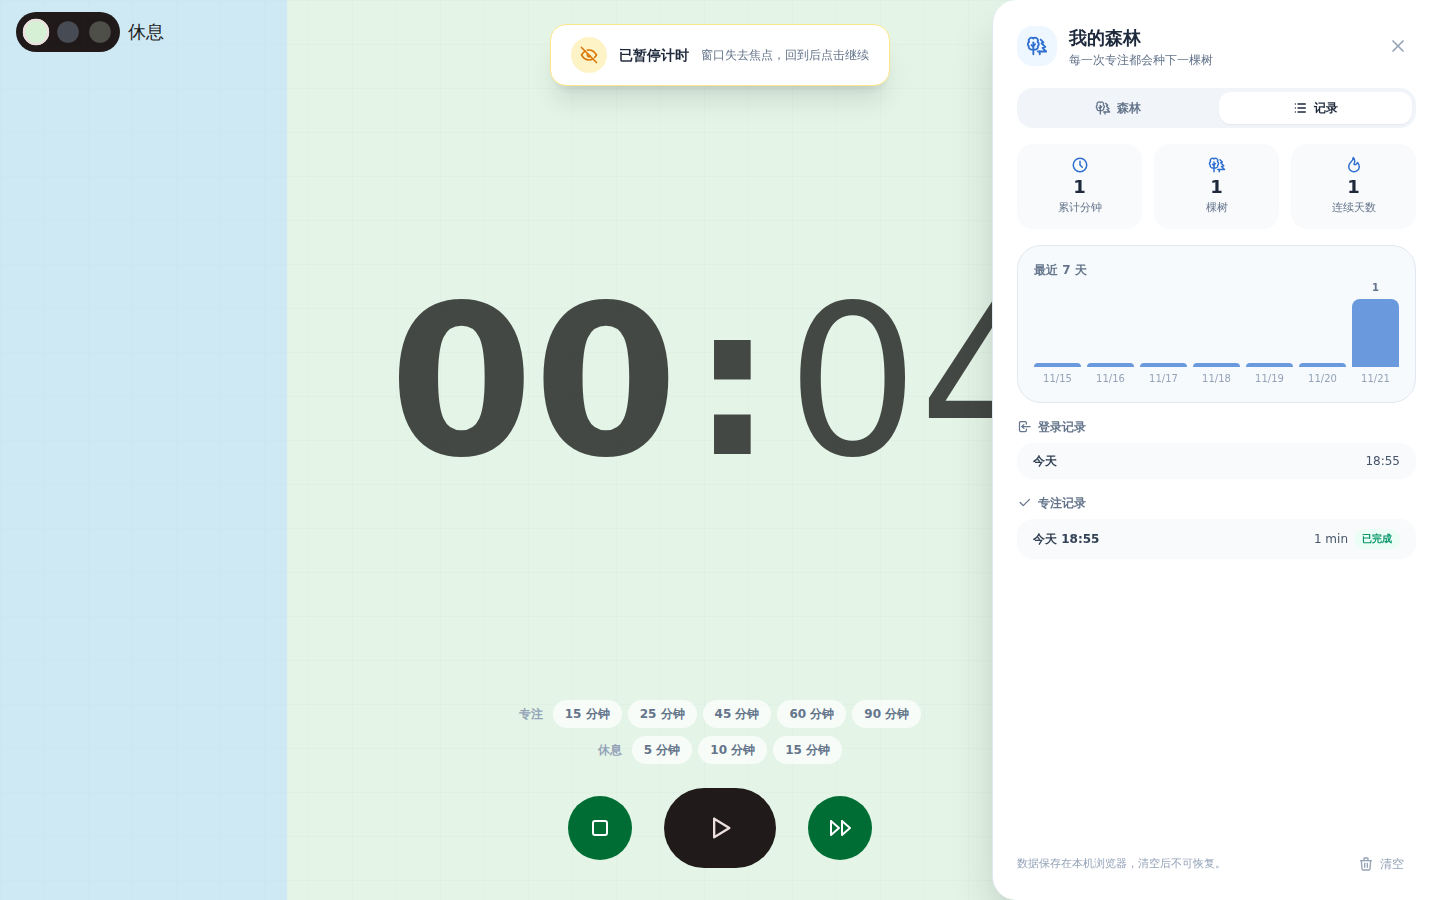 休息
已暂停计时 窗口失去焦点，回到后点击继续
00:04
专注 15 分钟 25 分钟 45 分钟 60 分钟 90 分钟
休息 5 分钟 10 分钟 15 分钟
我的森林
每一次专注都会种下一棵树
森林 记录
1 累计分钟
1 棵树
1 连续天数
最近 7 天
1
11/15 11/16 11/17 11/18 11/19 11/20 11/21
登录记录
今天 18:55
专注记录
今天 18:55 1 min 已完成
数据保存在本机浏览器，清空后不可恢复。 清空